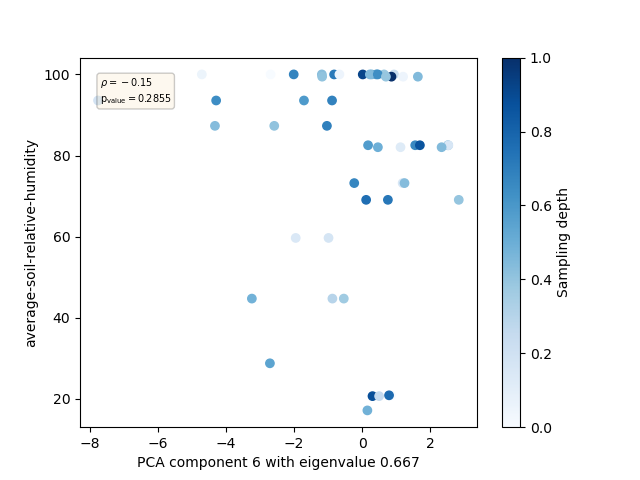 ρ = −0.15
p_value = 0.2855
100
80
60
40
20
average-soil-relative-humidity
−8 −6 −4 −2 0 2
PCA component 6 with eigenvalue 0.667
1.0
0.8
0.6
0.4
0.2
0.0
Sampling depth